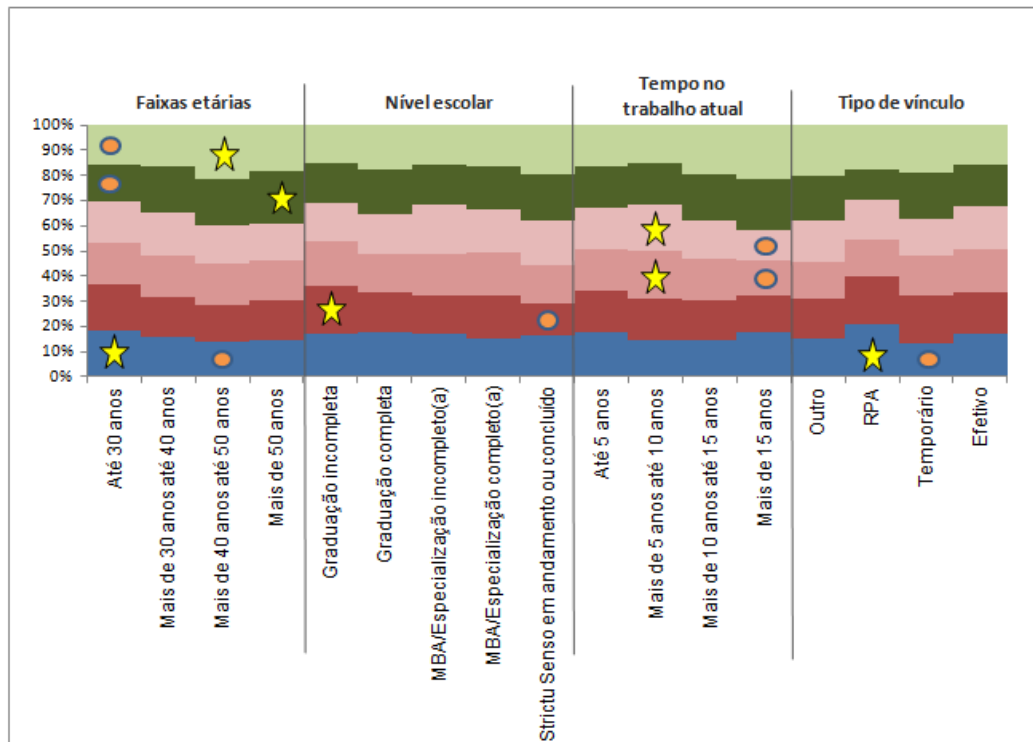 Faixas etárias
Nível escolar
Tempo no
trabalho atual
Tipo de vínculo
100%
90%
80%
70%
60%
50%
40%
30%
20%
10%
0%
Até 30 anos
Mais de 30 anos até 40 anos
Mais de 40 anos até 50 anos
Mais de 50 anos
Graduação incompleta
Graduação completa
MBA/Especialização incompleto(a)
MBA/Especialização completo(a)
Strictu Senso em andamento ou concluído
Até 5 anos
Mais de 5 anos até 10 anos
Mais de 10 anos até 15 anos
Mais de 15 anos
Outro
RPA
Temporário
Efetivo